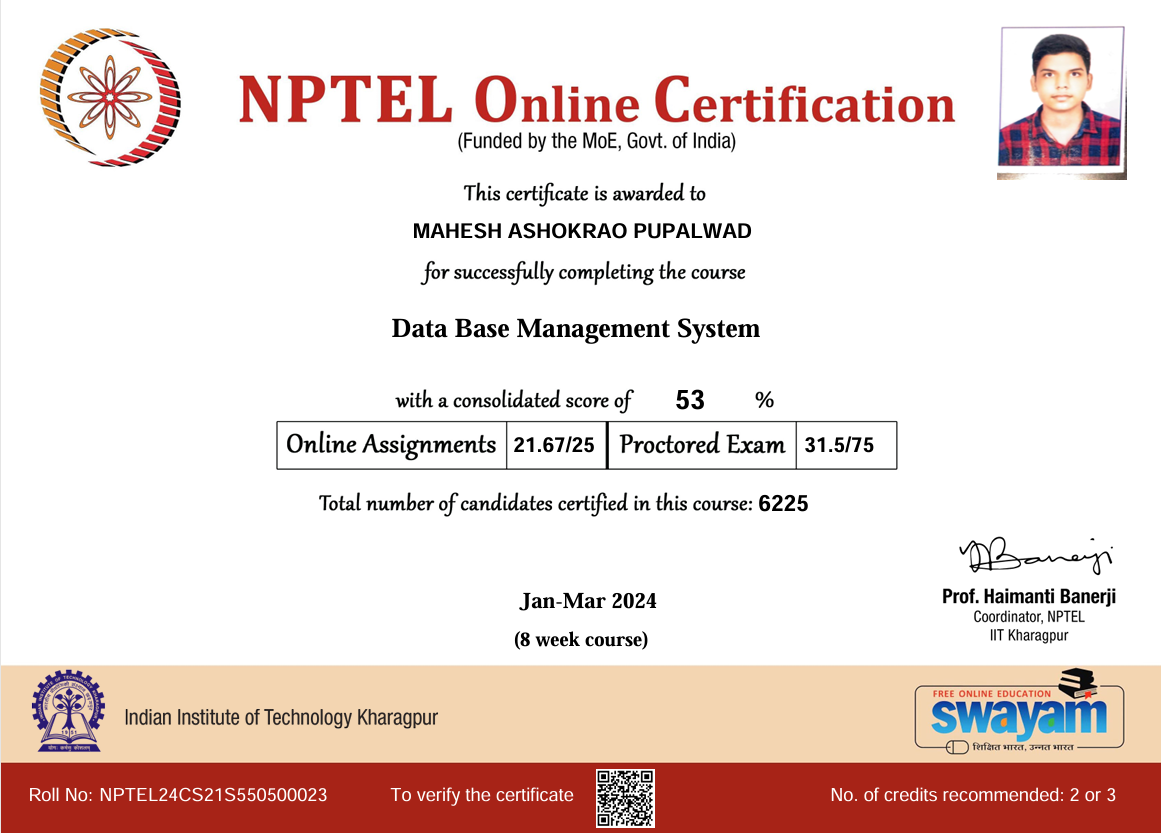 NPTEL Online Certification
(Funded by the MoE, Govt. of India)
This certificate is awarded to
MAHESH ASHOKRAO PUPALWAD
for successfully completing the course
Data Base Management System
with a consolidated score of 53 %
Online Assignments 21.67/25 Proctored Exam 31.5/75
Total number of candidates certified in this course: 6225
Banerji
Prof. Haimanti Banerji
Coordinator, NPTEL
IIT Kharagpur
Jan-Mar 2024
(8 week course)
1951
Indian Institute of Technology Kharagpur
FREE ONLINE EDUCATION
swayam
शिक्षित भारत, उन्नत भारत
Roll No: NPTEL24CS21S550500023 To verify the certificate No. of credits recommended: 2 or 3